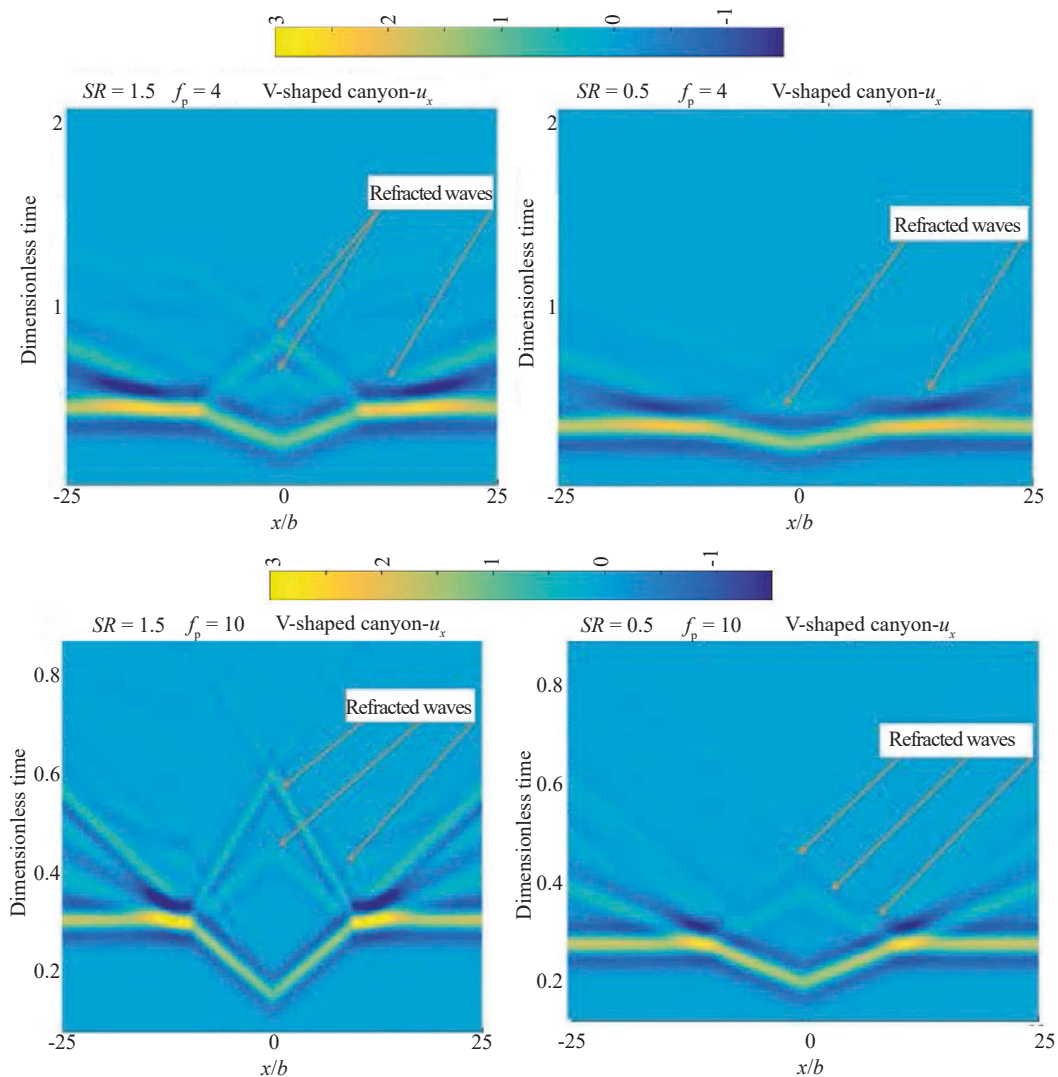 3 2 1 0 -1
SR = 1.5 fp = 4 V-shaped canyon-ux
SR = 0.5 fp = 4 V-shaped canyon-ux
2
1
Dimensionless time
Refracted waves
-25 0 25
x/b
2
1
Dimensionless time
Refracted waves
-25 0 25
x/b
3 2 1 0 -1
SR = 1.5 fp = 10 V-shaped canyon-ux
SR = 0.5 fp = 10 V-shaped canyon-ux
0.8
0.6
0.4
0.2
Dimensionless time
Refracted waves
-25 0 25
x/b
0.8
0.6
0.4
0.2
Dimensionless time
Refracted waves
-25 0 25
x/b